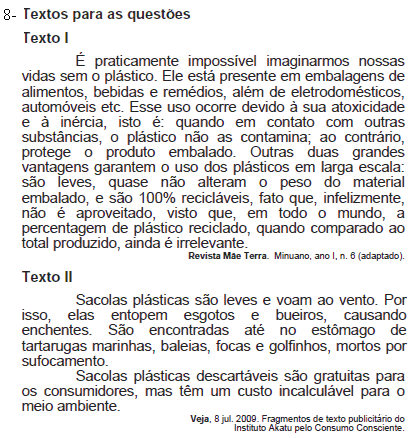 8- Textos para as questões
Texto I
É praticamente impossível imaginarmos nossas
vidas sem o plástico. Ele está presente em embalagens de
alimentos, bebidas e remédios, além de eletrodomésticos,
automóveis etc. Esse uso ocorre devido à sua atoxicidade
e à inércia, isto é: quando em contato com outras
substâncias, o plástico não as contamina; ao contrário,
protege o produto embalado. Outras duas grandes
vantagens garantem o uso dos plásticos em larga escala:
são leves, quase não alteram o peso do material
embalado, e são 100% recicláveis, fato que, infelizmente,
não é aproveitado, visto que, em todo o mundo, a
percentagem de plástico reciclado, quando comparado ao
total produzido, ainda é irrelevante.
Revista Mãe Terra. Minuano, ano I, n. 6 (adaptado).
Texto II
Sacolas plásticas são leves e voam ao vento. Por
isso, elas entopem esgotos e bueiros, causando
enchentes. São encontradas até no estômago de
tartarugas marinhas, baleias, focas e golfinhos, mortos por
sufocamento.
Sacolas plásticas descartáveis são gratuitas para
os consumidores, mas têm um custo incalculável para o
meio ambiente.
Veja, 8 jul. 2009. Fragmentos de texto publicitário do
Instituto Akatu pelo Consumo Consciente.